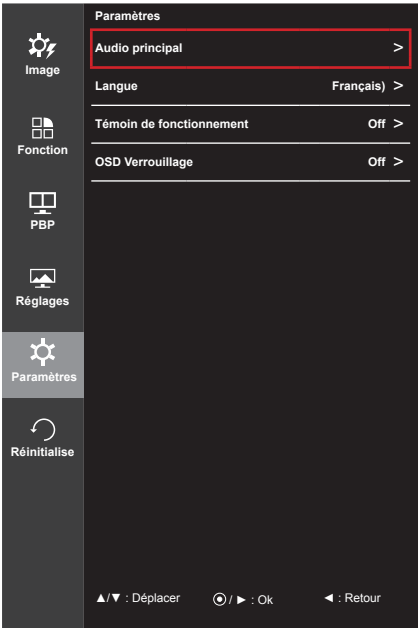 Paramètres
Audio principal >
Langue Français) >
Témoin de fonctionnement Off >
OSD Verrouillage Off >
Image
Fonction
PBP
Réglages
Paramètres
Réinitialise
▲/▼ : Déplacer ⦿ / ► : Ok ◄ : Retour